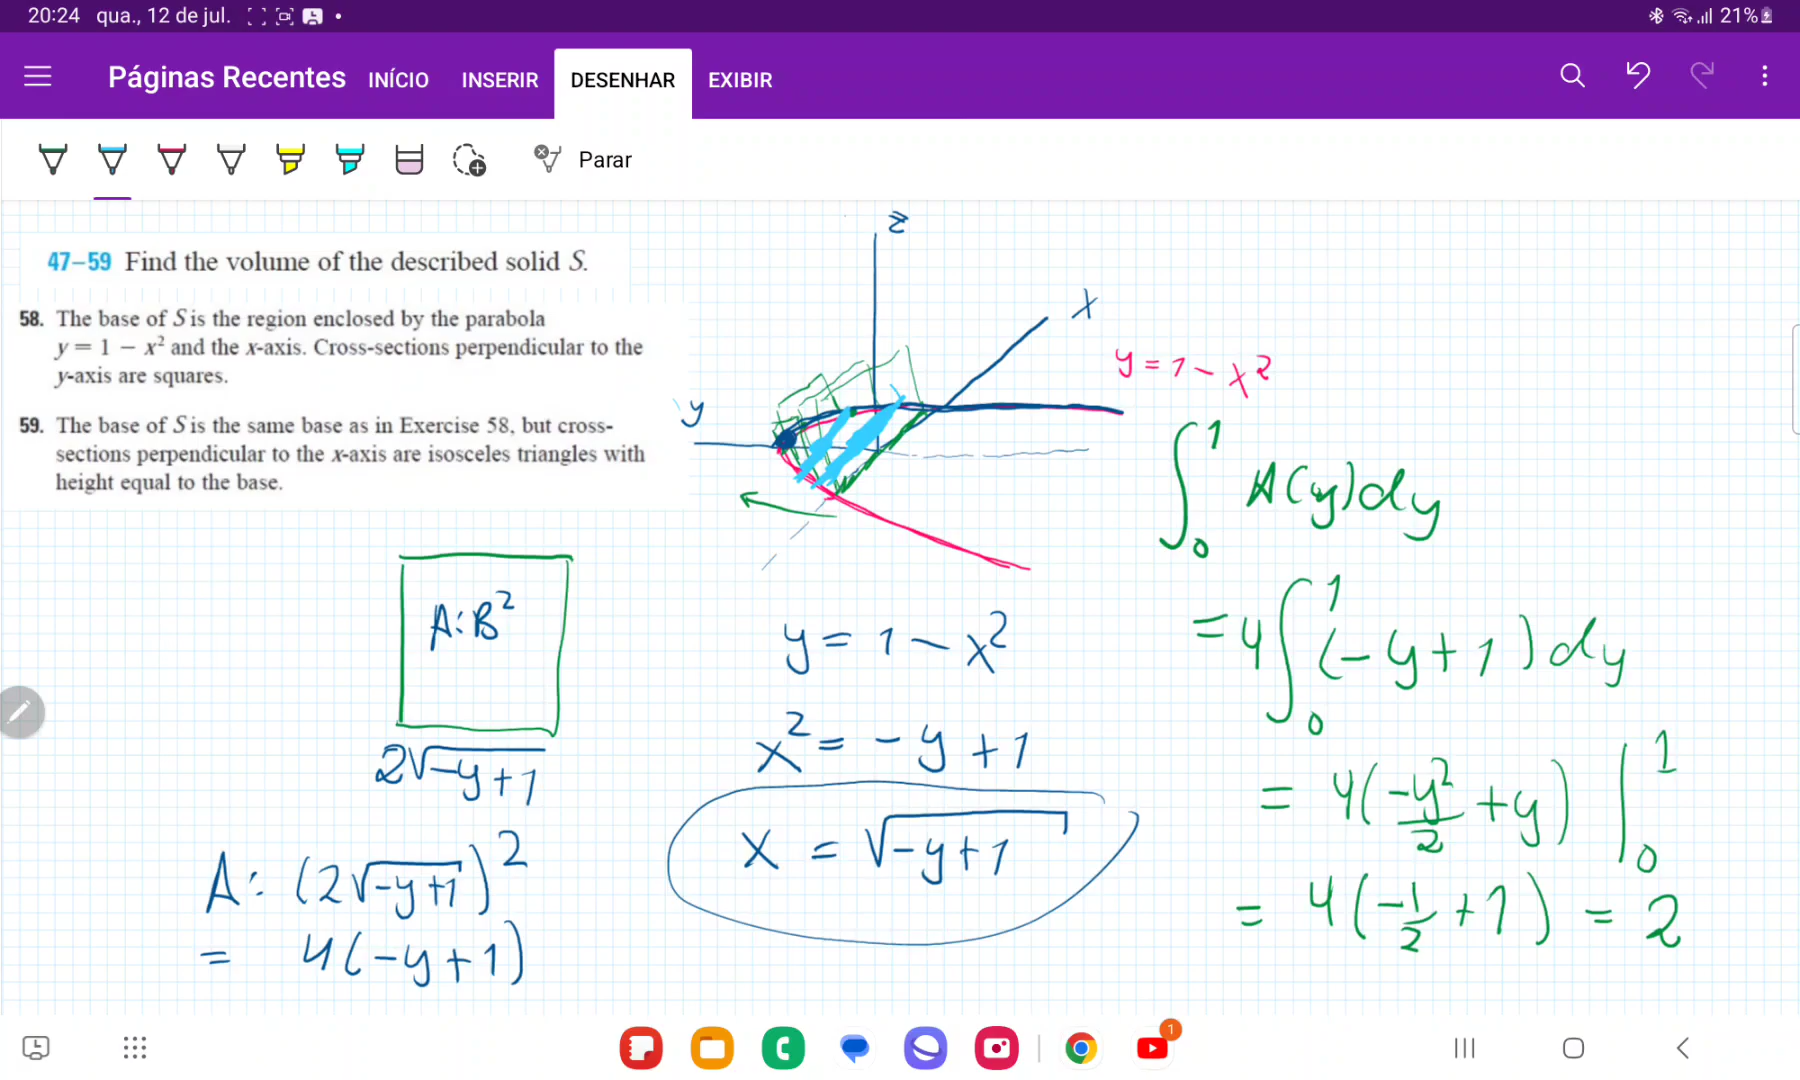 20:24 qua., 12 de jul. 21%
Páginas Recentes INÍCIO INSERIR DESENHAR EXIBIR
Parar
47–59 Find the volume of the described solid S.
58. The base of S is the region enclosed by the parabola
y = 1 − x² and the x-axis. Cross-sections perpendicular to the
y-axis are squares.
59. The base of S is the same base as in Exercise 58, but cross-
sections perpendicular to the x-axis are isosceles triangles with
height equal to the base.
z
x
y
y = 1 − x²
A: B²
2√(-y+1)
A: (2√(-y+1))²
= 4(-y+1)
y = 1 − x²
x² = -y + 1
x = √(-y+1)
∫₀¹ A(y)dy
= 4∫₀¹ (-y+1)dy
= 4(-y²/2 + y) |₀¹
= 4(-1/2 + 1) = 2
1